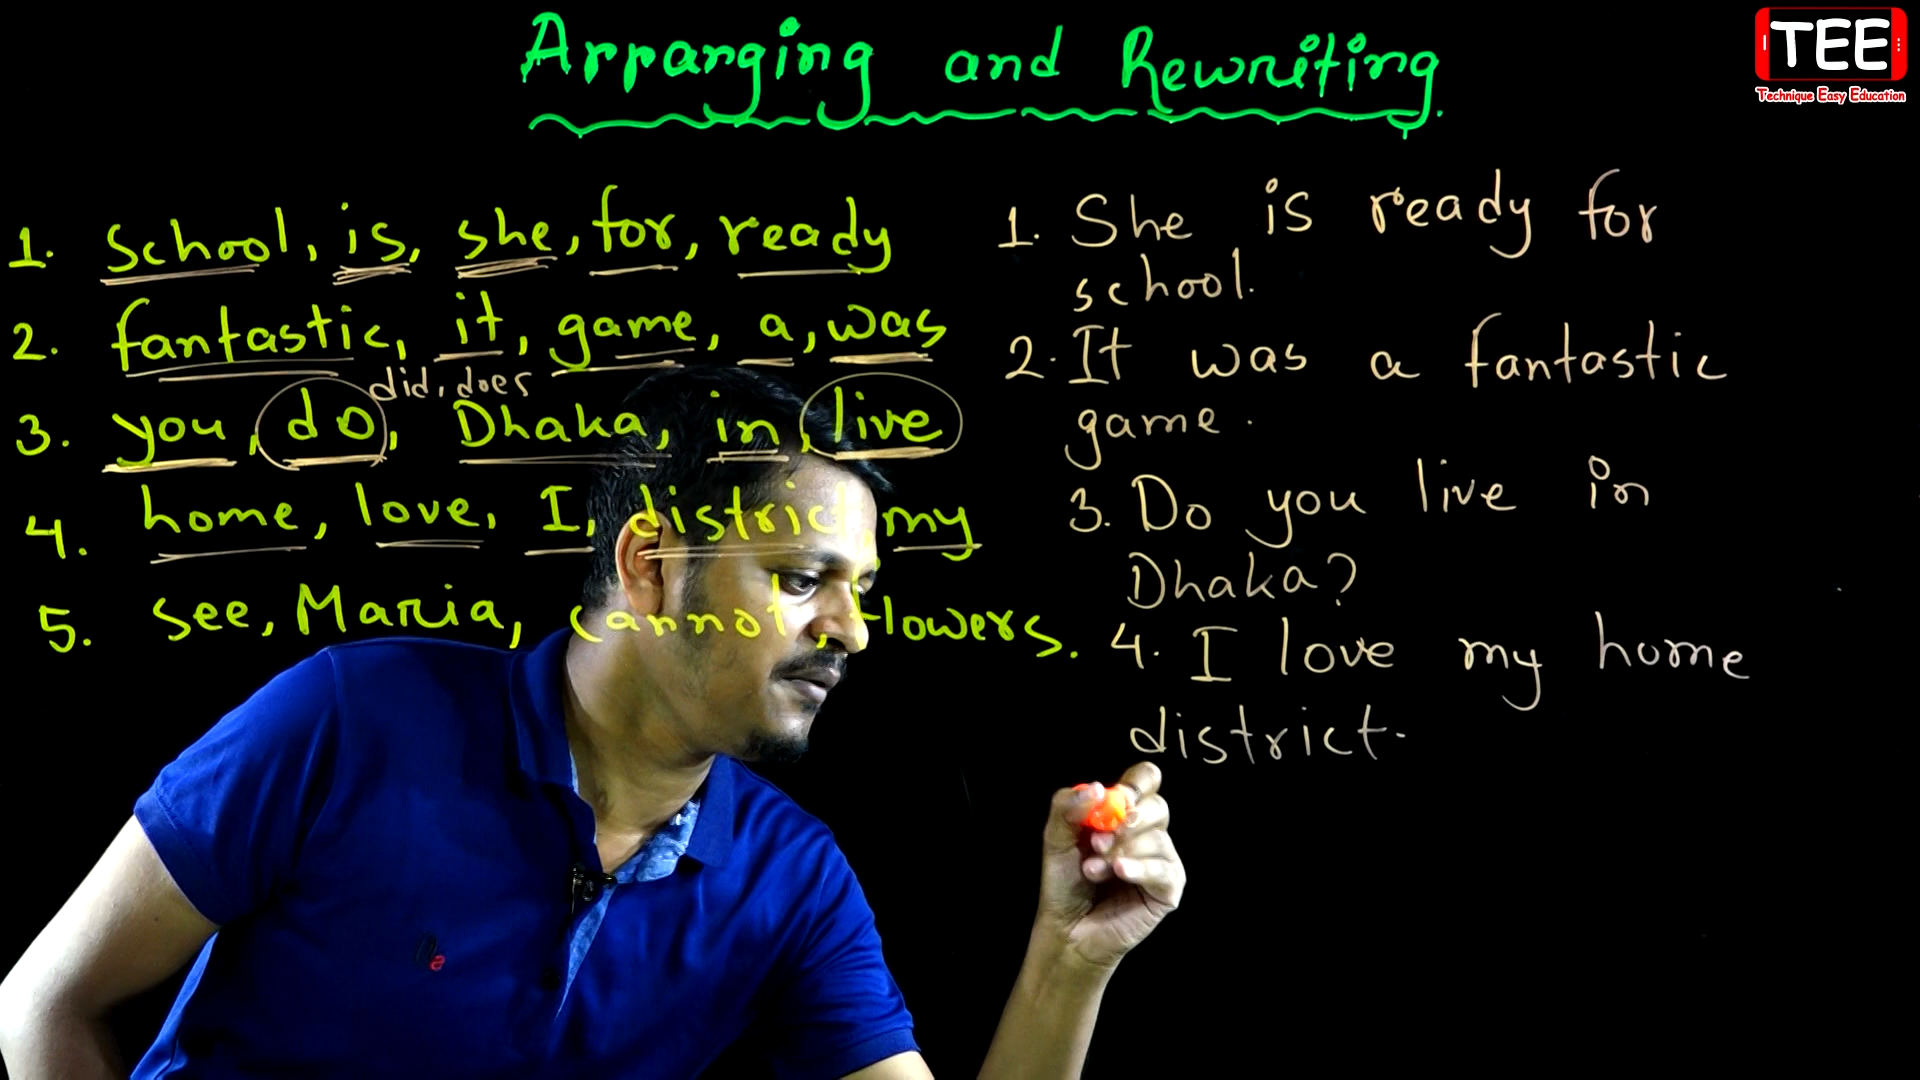 Arranging and Rewriting
TEE
Technique Easy Education
1. School, is, she, for, ready
2. fantastic, it, game, a, was
did, does
3. you, do, Dhaka, in, live
4. home, love, I, district, my
5. see, Maria, cannot, flowers.
1. She is ready for
school.
2. It was a fantastic
game.
3. Do you live in
Dhaka?
4. I love my home
district.